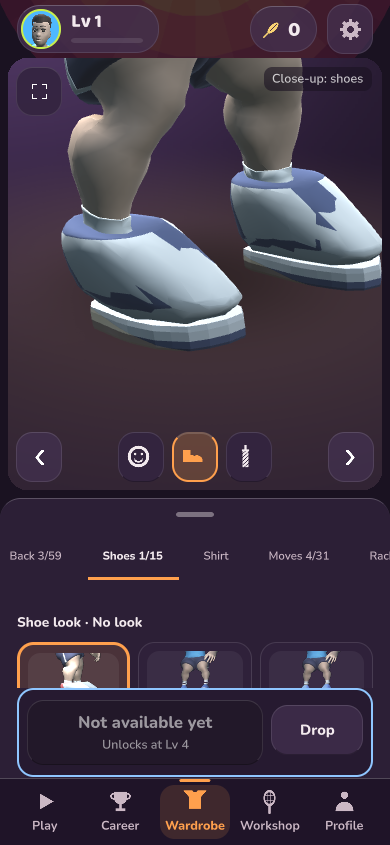 Lv 1
0
Close-up: shoes
Back 3/59
Shoes 1/15
Shirt
Moves 4/31
Shoe look · No look
Not available yet
Unlocks at Lv 4
Drop
Play
Career
Wardrobe
Workshop
Profile